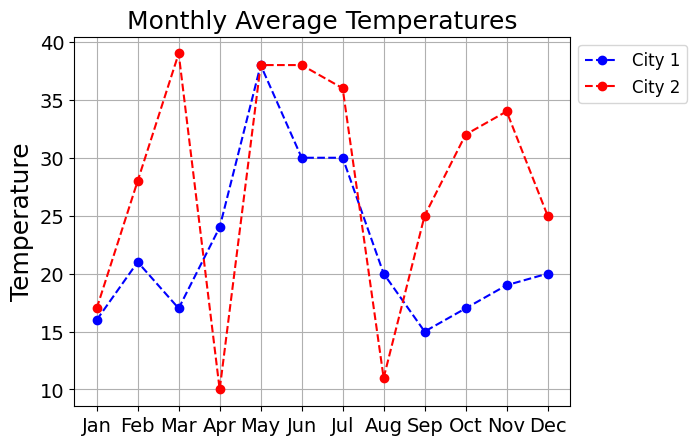 Monthly Average Temperatures
City 1
City 2
Temperature
40
35
30
25
20
15
10
Jan Feb Mar Apr May Jun Jul Aug Sep Oct Nov Dec